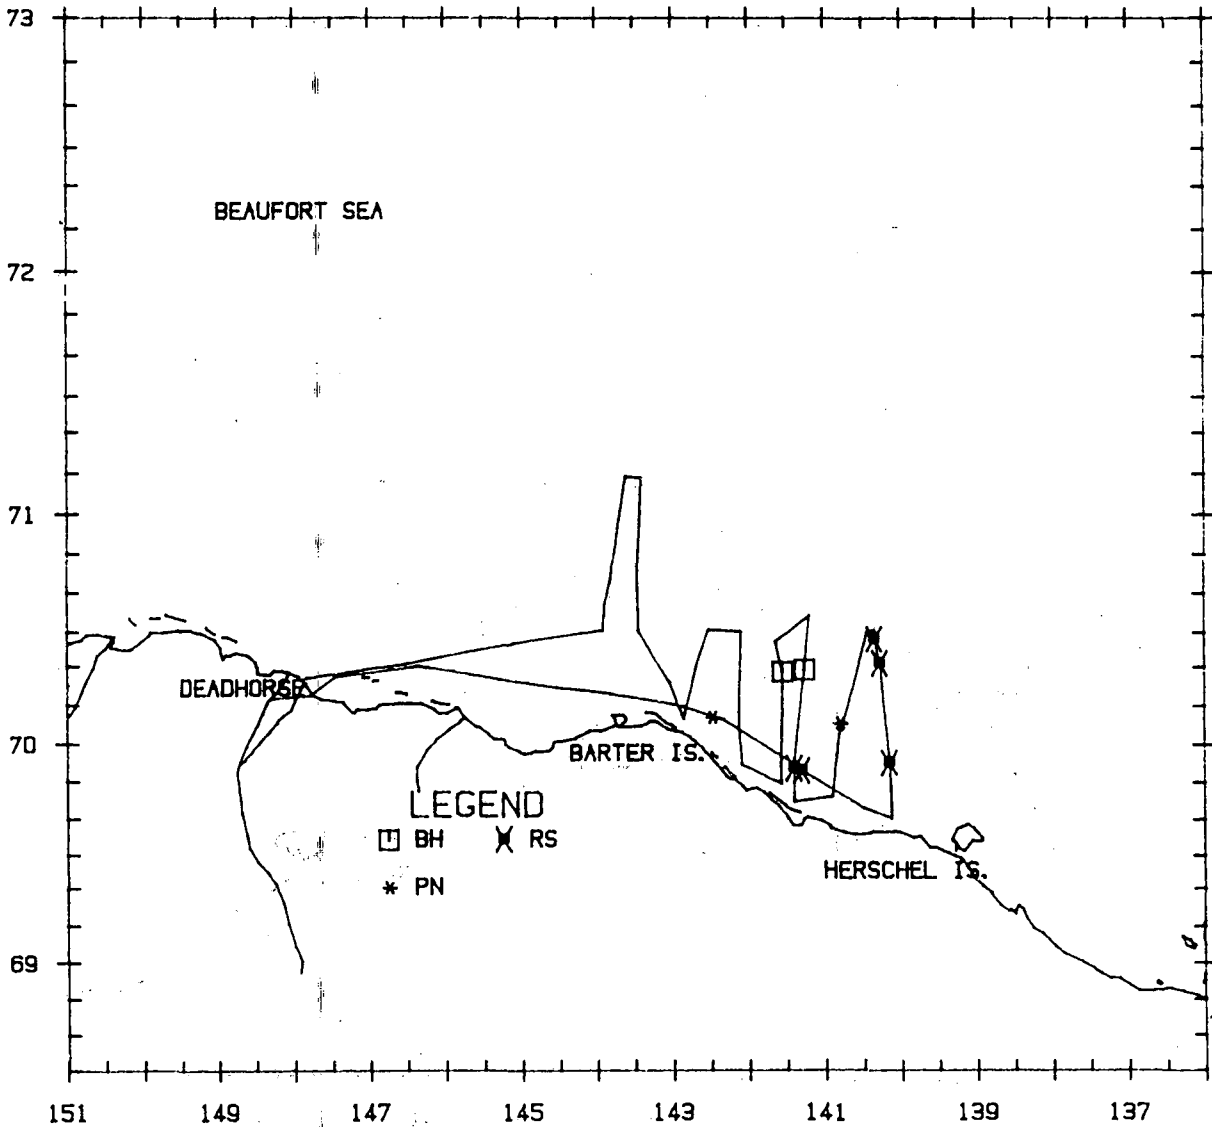 73
BEAUFORT SEA
72
71
DEADHORSE
70
BARTER IS.
LEGEND
BH RS
HERSCHEL IS.
PN
69
151 149 147 145 143 141 139 137